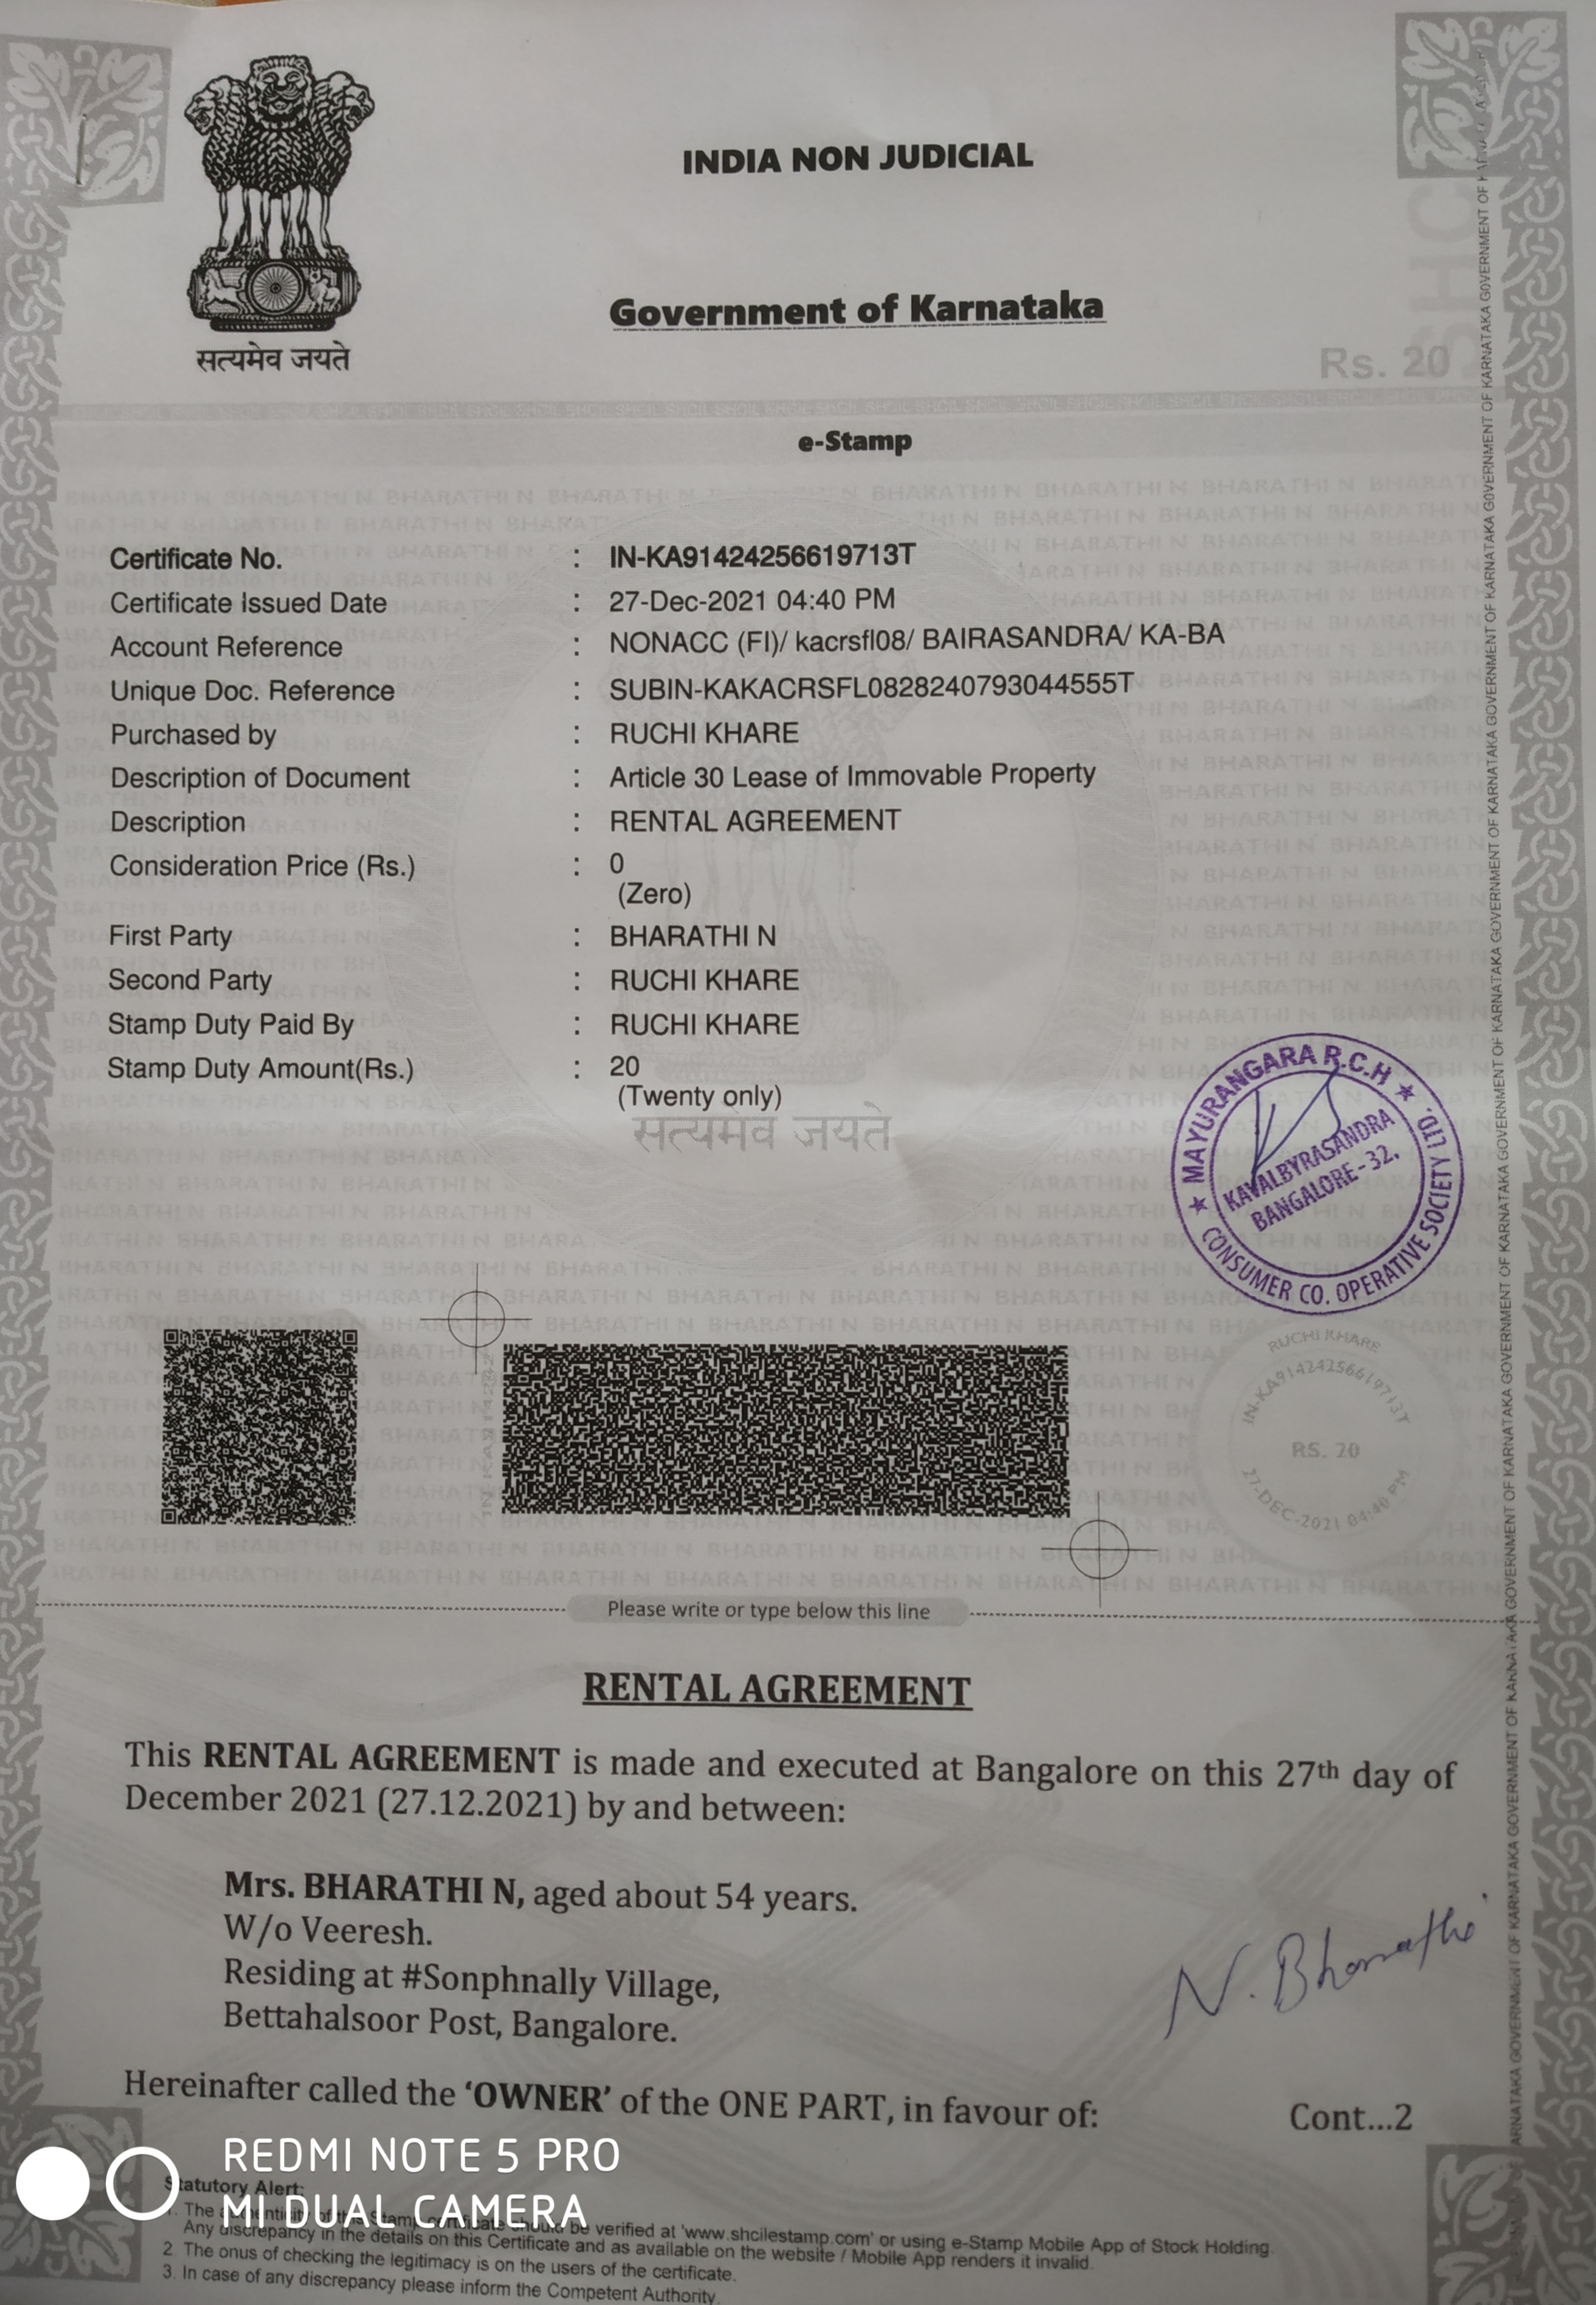 INDIA NON JUDICIAL
Government of Karnataka
सत्यमेव जयते
Rs. 20
e-Stamp
Certificate No. : IN-KA91424256619713T
Certificate Issued Date : 27-Dec-2021 04:40 PM
Account Reference : NONACC (FI)/ kacrsfl08/ BAIRASANDRA/ KA-BA
Unique Doc. Reference : SUBIN-KAKACRSFL0828240793044555T
Purchased by : RUCHI KHARE
Description of Document : Article 30 Lease of Immovable Property
Description : RENTAL AGREEMENT
Consideration Price (Rs.) : 0
(Zero)
First Party : BHARATHI N
Second Party : RUCHI KHARE
Stamp Duty Paid By : RUCHI KHARE
Stamp Duty Amount(Rs.) : 20
(Twenty only)
सत्यमेव जयते
★ MAYURANGARA R.C.H ★
CONSUMER CO. OPERATIVE SOCIETY LTD.
KAVALBYRASANDRA
BANGALORE-32.
RUCHI KHARE
IN-KA91424256619713T
RS. 20
27-DEC-2021 04:40 PM
Please write or type below this line
RENTAL AGREEMENT
This RENTAL AGREEMENT is made and executed at Bangalore on this 27th day of
December 2021 (27.12.2021) by and between:
Mrs. BHARATHI N, aged about 54 years.
W/o Veeresh.
Residing at #Sonphnally Village,
Bettahalsoor Post, Bangalore.
N. Bharathi
Hereinafter called the 'OWNER' of the ONE PART, in favour of:
Cont...2
REDMI NOTE 5 PRO
MI DUAL CAMERA
Statutory Alert:
1. The authenticity of this Stamp certificate should be verified at 'www.shcilestamp.com' or using e-Stamp Mobile App of Stock Holding.
Any discrepancy in the details on this Certificate and as available on the website / Mobile App renders it invalid.
2. The onus of checking the legitimacy is on the users of the certificate.
3. In case of any discrepancy please inform the Competent Authority.